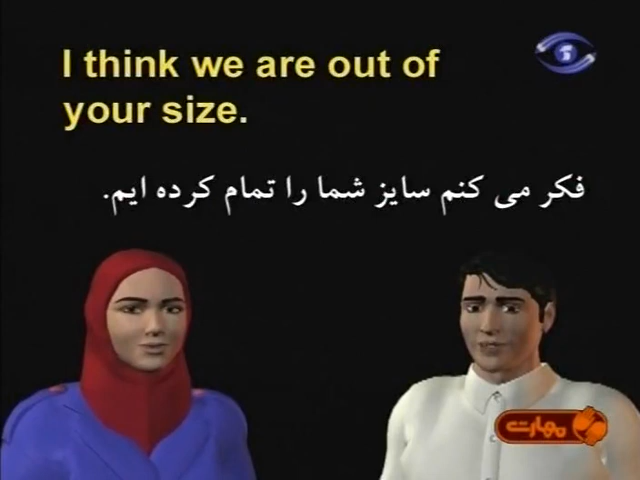 I think we are out of
your size.
فکر می کنم سایز شما را تمام کرده ایم.
مهارت